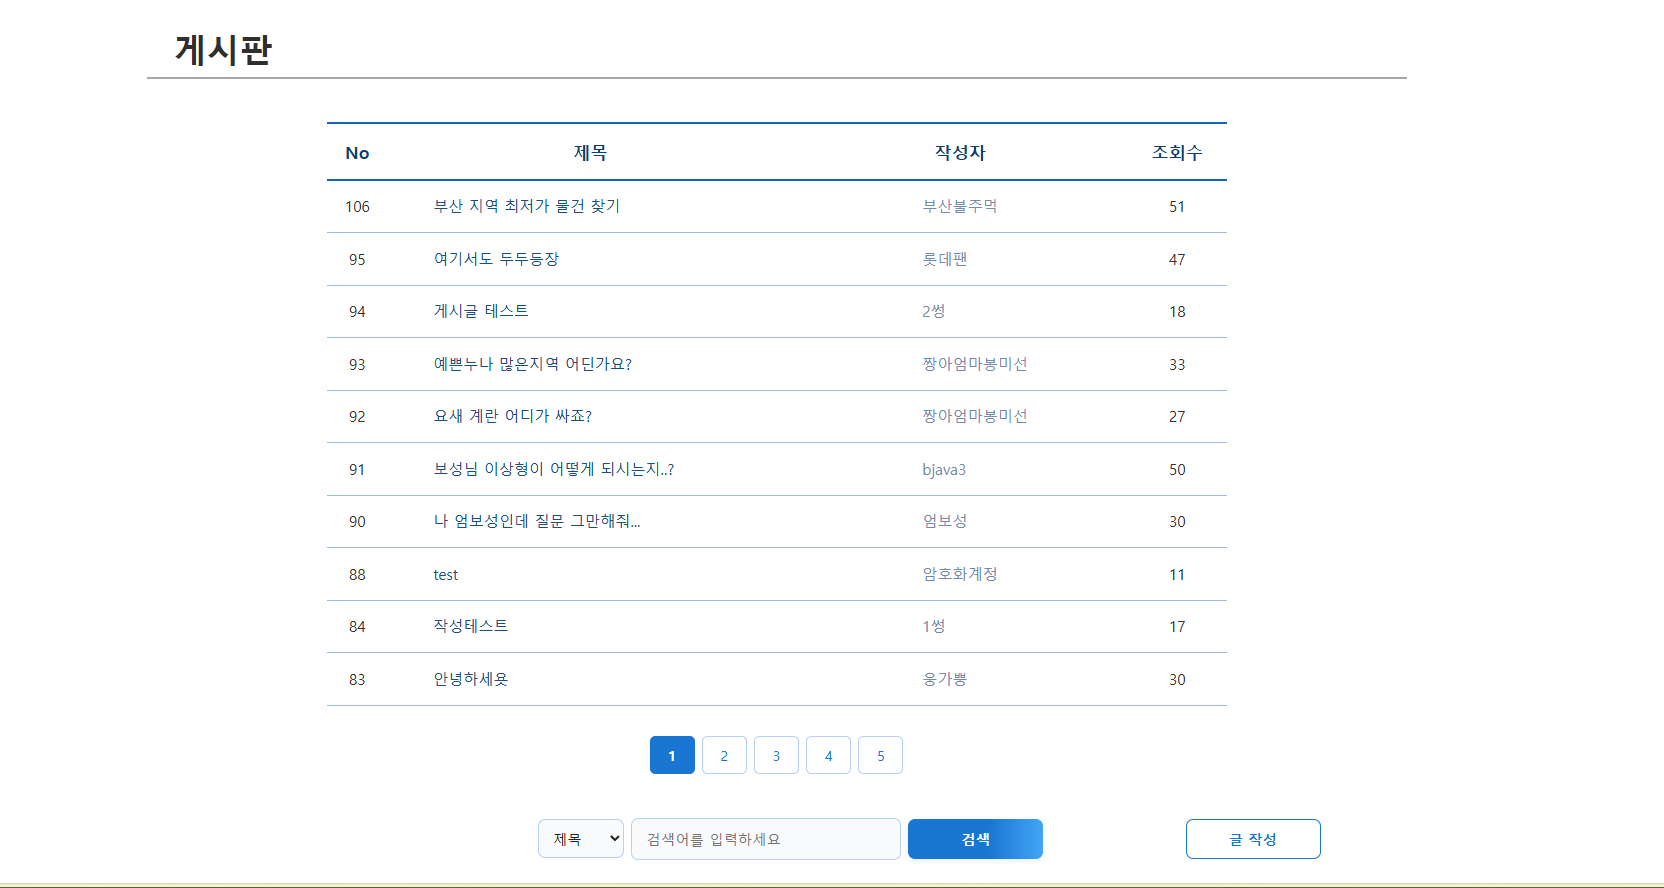 게시판
No 제목 작성자 조회수
106 부산 지역 최저가 물건 찾기 부산불주먹 51
95 여기서도 두두등장 롯데팬 47
94 게시글 테스트 2썽 18
93 예쁜누나 많은지역 어딘가요? 짱아엄마봉미선 33
92 요새 계란 어디가 싸죠? 짱아엄마봉미선 27
91 보성님 이상형이 어떻게 되시는지..? bjava3 50
90 나 엄보성인데 질문 그만해줘... 엄보성 30
88 test 암호화계정 11
84 작성테스트 1썽 17
83 안녕하세욧 웅가뿡 30
1 2 3 4 5
제목 검색어를 입력하세요 검색 글 작성